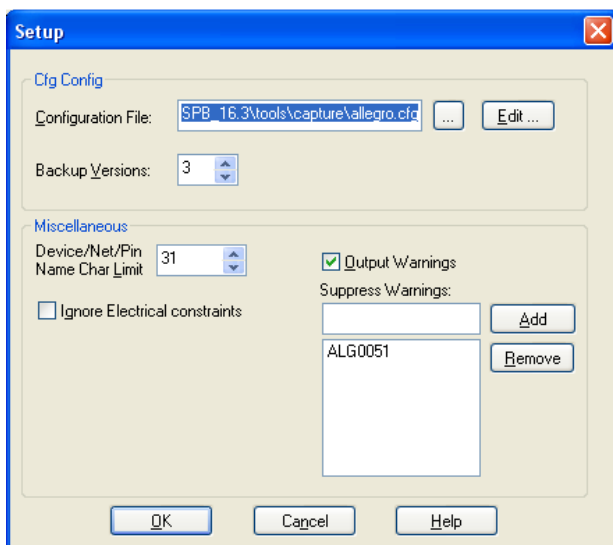 Setup
Cfg Config
Configuration File:
SPB_16.3\tools\capture\allegro.cfg
...
Edit ...
Backup Versions:
3
Miscellaneous
Device/Net/Pin
Name Char Limit
31
Output Warnings
Suppress Warnings:
Ignore Electrical constraints
Add
ALG0051
Remove
OK
Cancel
Help